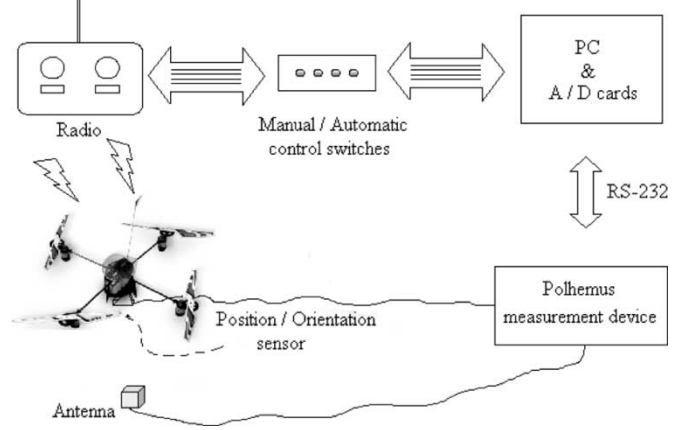 PC
&
A / D cards
Radio
Manual / Automatic
control switches
RS-232
Polhemus
measurement device
Position / Orientation
sensor
Antenna